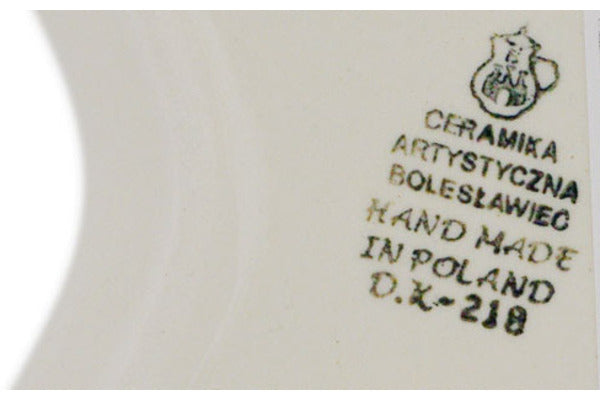 CERAMIKA
ARTYSTYCZNA
BOLESŁAWIEC
HAND MADE
IN POLAND
D.K-218